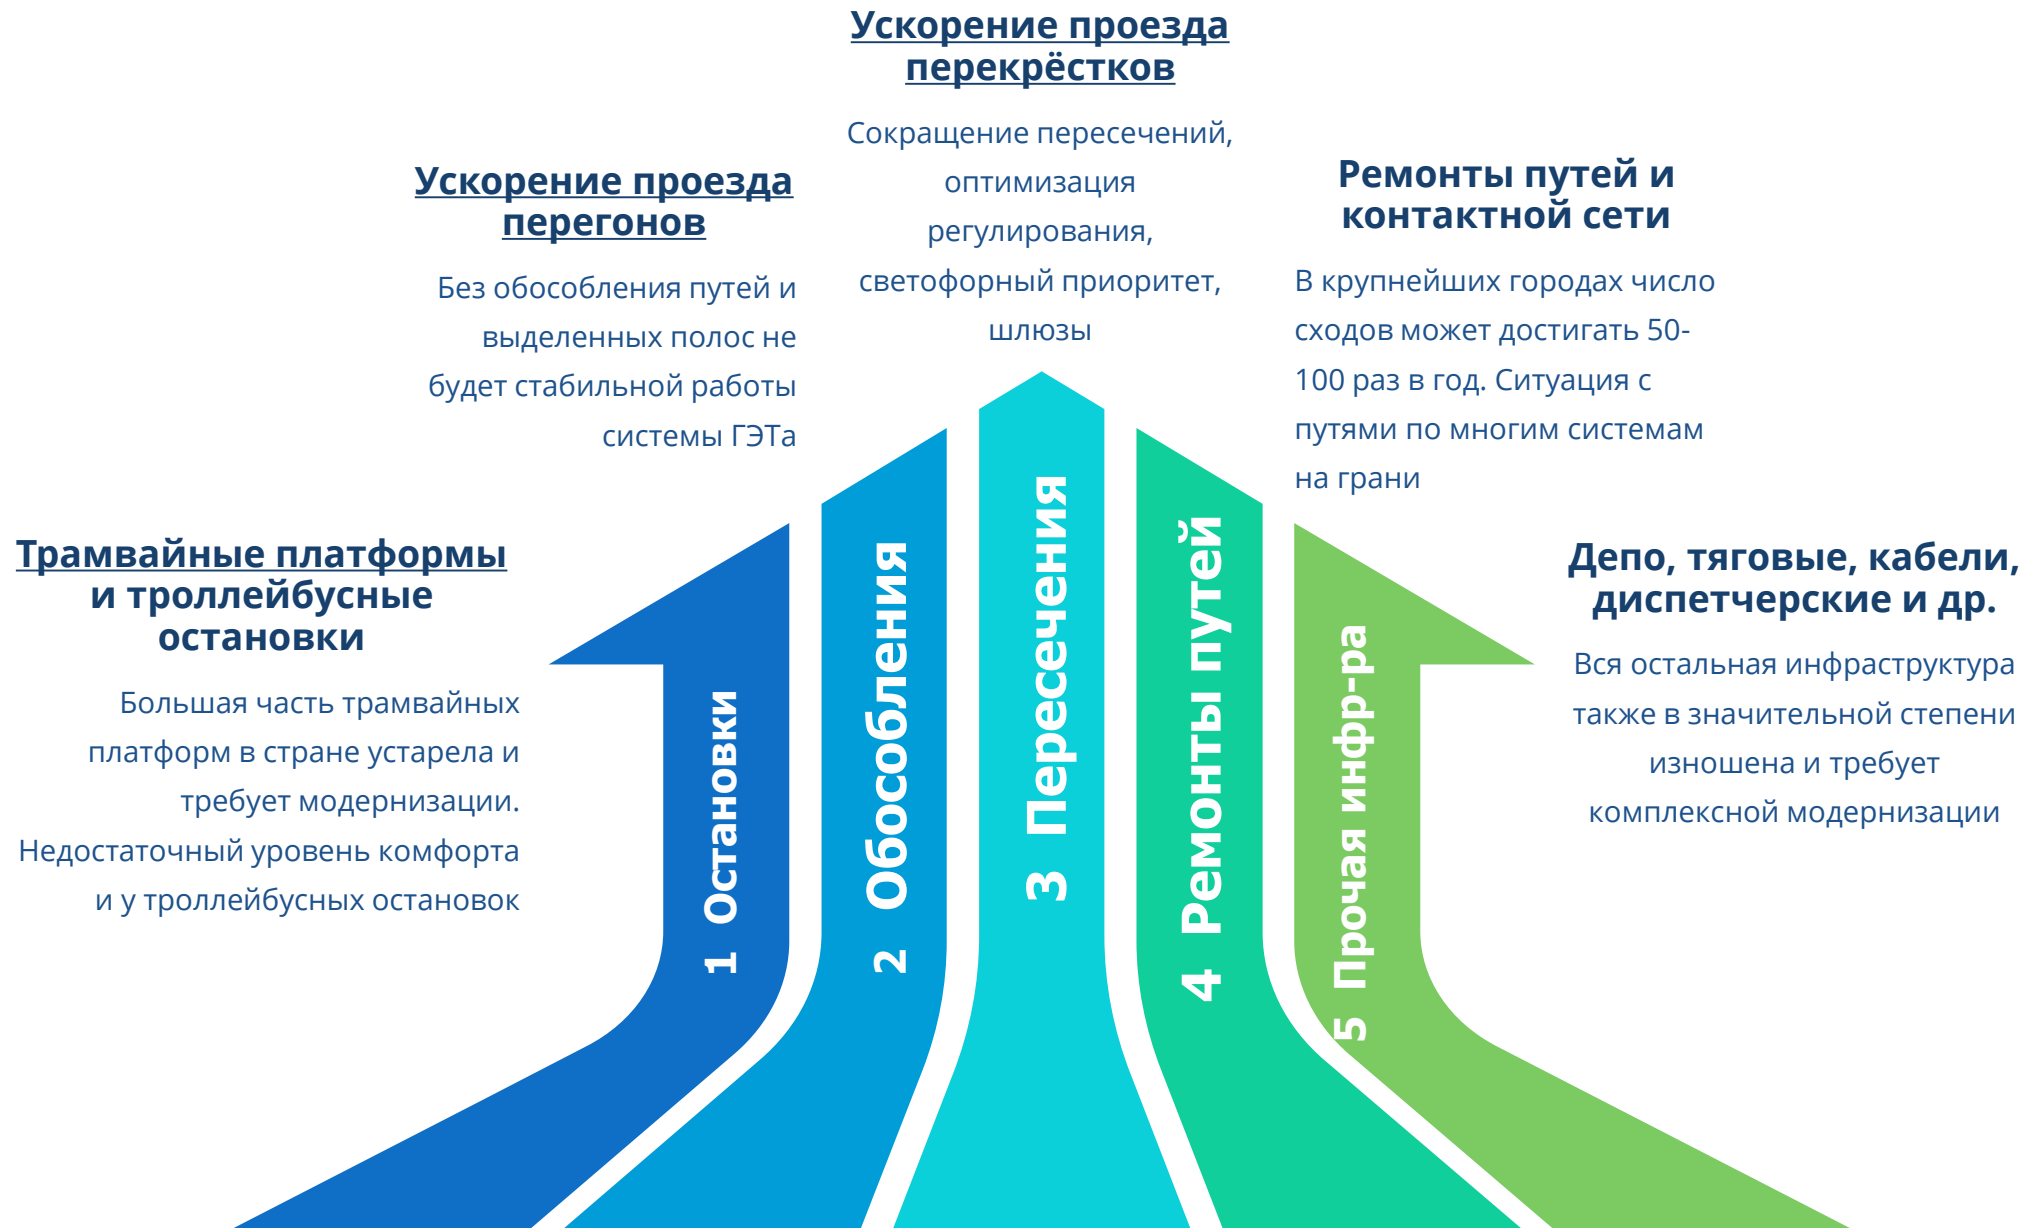 Ускорение проезда
перекрёстков
Сокращение пересечений,
оптимизация
регулирования,
светофорный приоритет,
шлюзы
Ускорение проезда
перегонов
Без обособления путей и
выделенных полос не
будет стабильной работы
системы ГЭТа
Ремонты путей и
контактной сети
В крупнейших городах число
сходов может достигать 50-
100 раз в год. Ситуация с
путями по многим системам
на грани
Трамвайные платформы
и троллейбусные
остановки
Большая часть трамвайных
платформ в стране устарела и
требует модернизации.
Недостаточный уровень комфорта
и у троллейбусных остановок
Депо, тяговые, кабели,
диспетчерские и др.
Вся остальная инфраструктура
также в значительной степени
изношена и требует
комплексной модернизации
1 Остановки
2 Обособления
3 Пересечения
4 Ремонты путей
5 Прочая инфр-ра